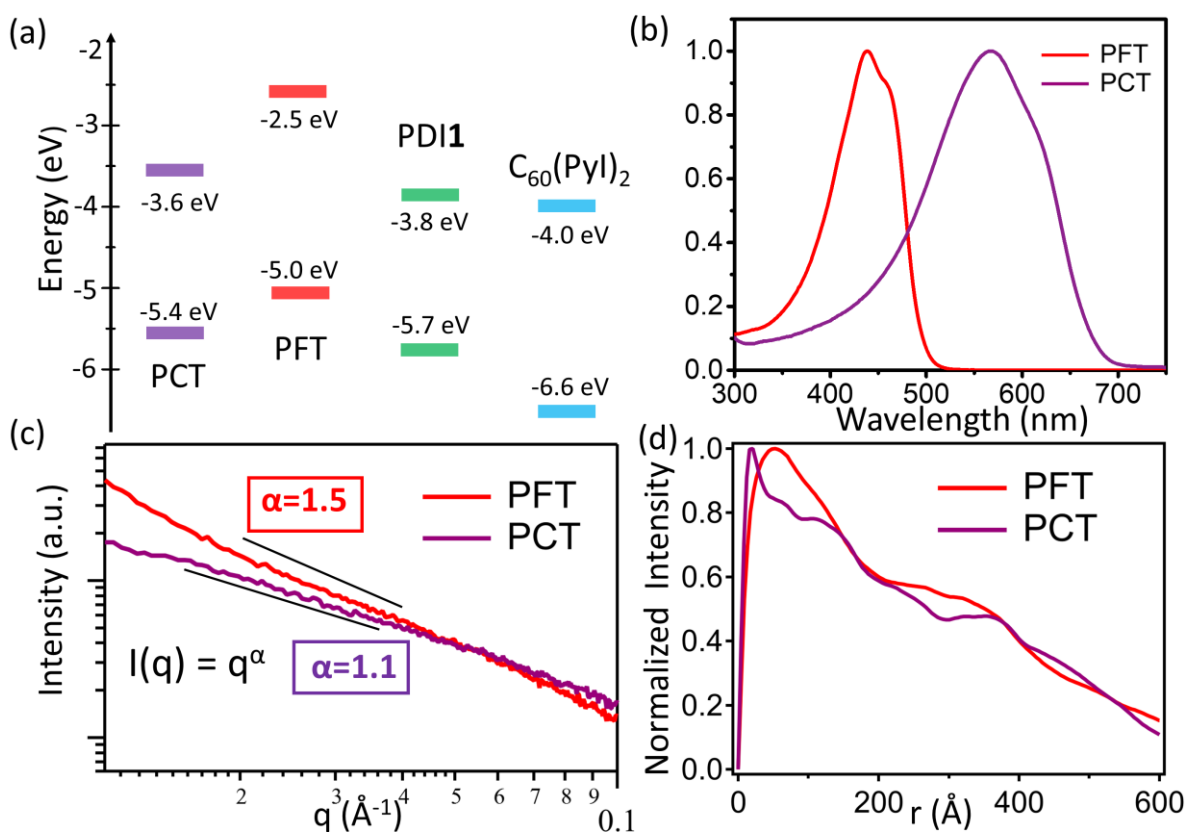 (a)
Energy (eV)
-2
-3
-4
-5
-6
-2.5 eV
-3.6 eV
PDI1
C₆₀(PyI)₂
-3.8 eV
-4.0 eV
-5.0 eV
-5.4 eV
PFT
-5.7 eV
PCT
-6.6 eV
(b)
PFT
PCT
1.0
0.8
0.6
0.4
0.2
0.0
300 400 500 600 700
Wavelength (nm)
(c)
Intensity (a.u.)
α=1.5
PFT
PCT
I(q) = q^α
α=1.1
2 3 4 5 6 7 8 9
0.1
q (Å⁻¹)
(d)
Normalized Intensity
1.0
0.8
0.6
0.4
0.2
0.0
PFT
PCT
0 200 400 600
r (Å)